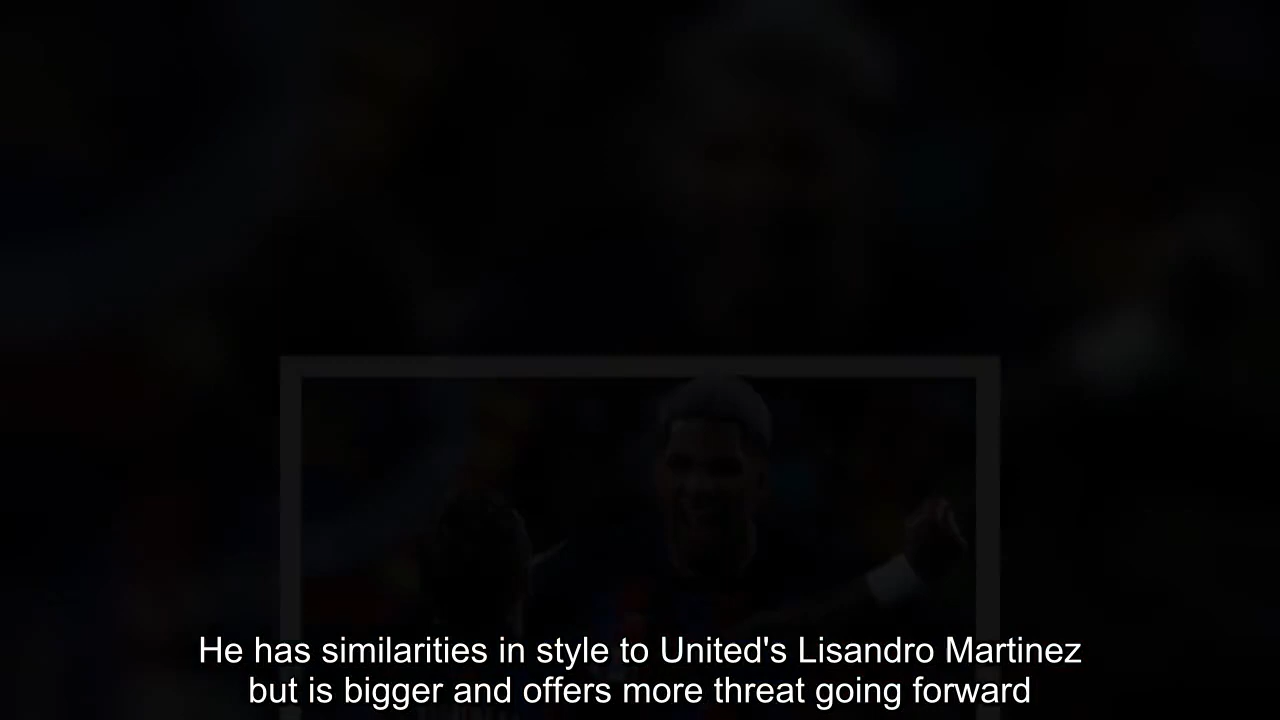 He has similarities in style to United's Lisandro Martinez
but is bigger and offers more threat going forward